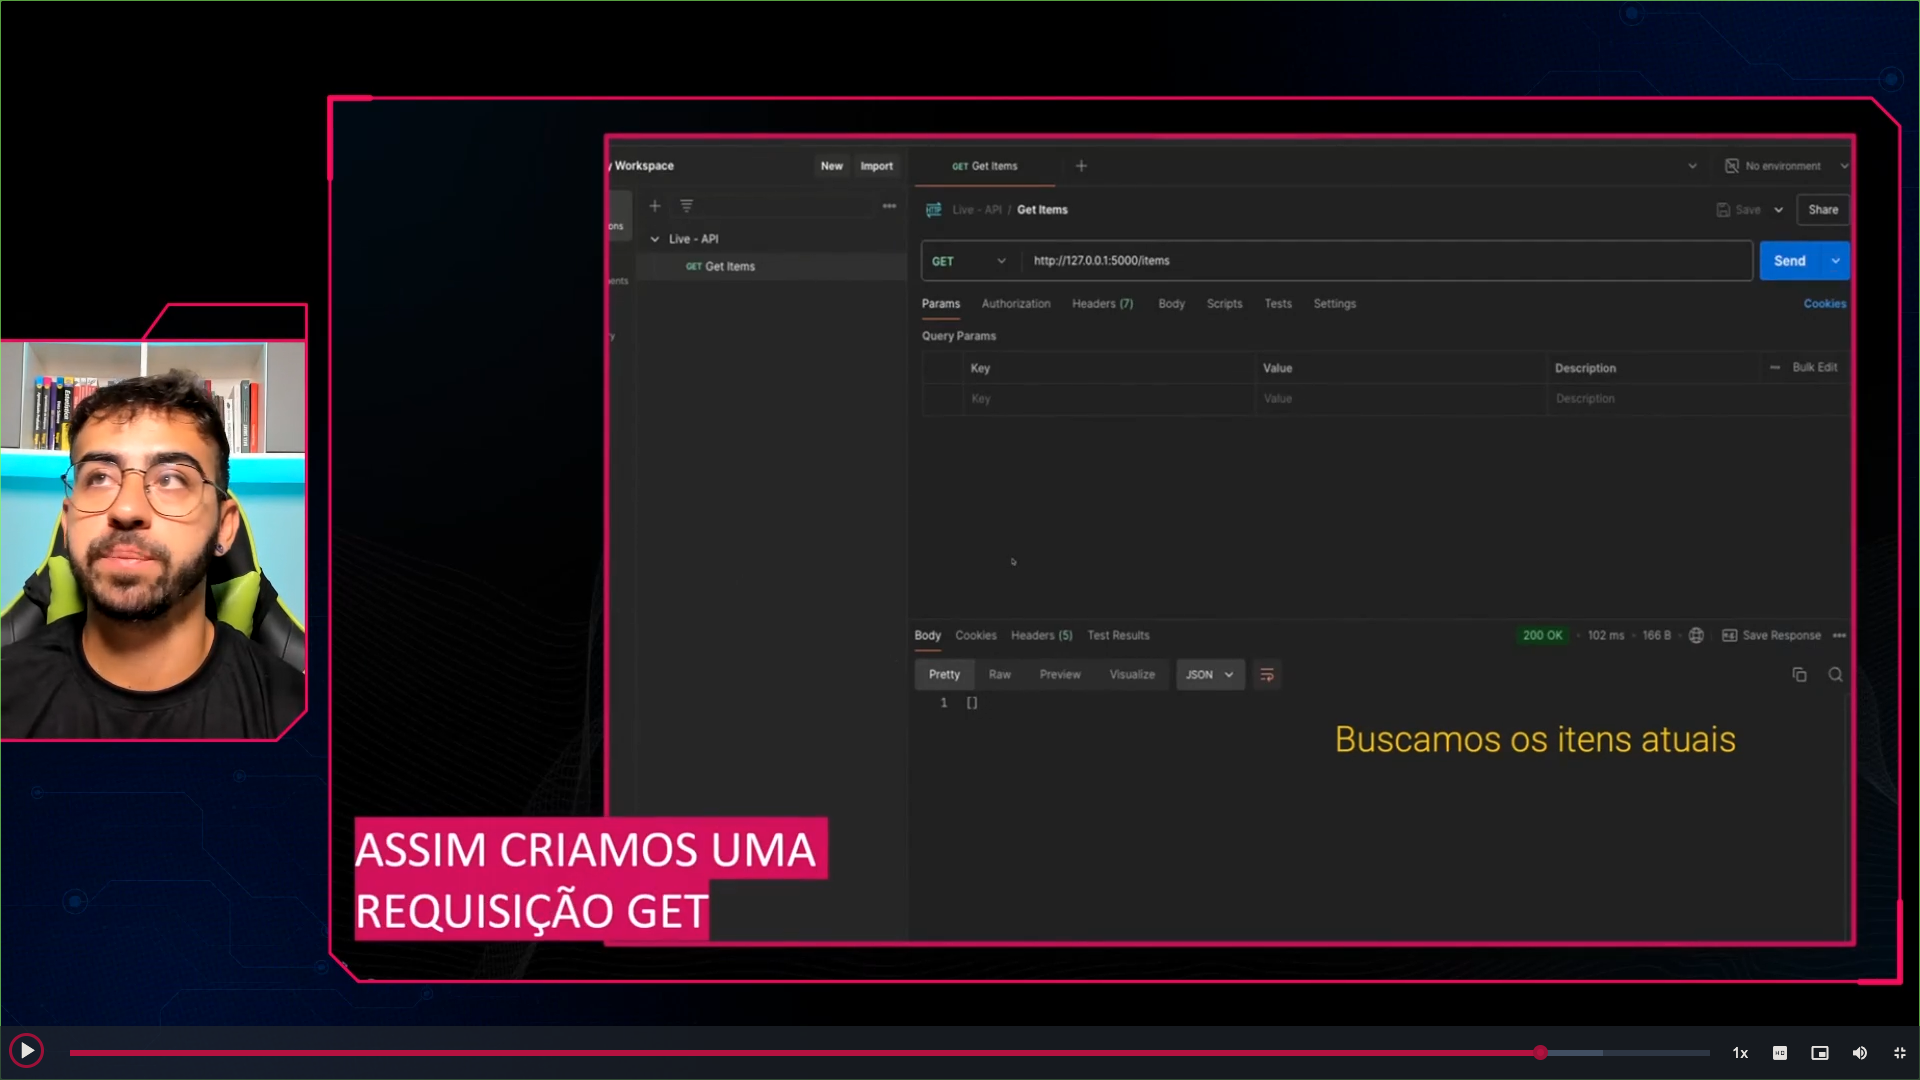 y Workspace
New
Import
GET Get Items
No environment
Live - API / Get Items
Save
Share
ons
Live - API
GET Get Items
ents
y
GET
http://127.0.0.1:5000/items
Send
Params
Authorization
Headers (7)
Body
Scripts
Tests
Settings
Cookies
Query Params
Key
Value
Description
Bulk Edit
Key
Value
Description
Body
Cookies
Headers (5)
Test Results
200 OK
102 ms
166 B
Save Response
Pretty
Raw
Preview
Visualize
JSON
1 []
Buscamos os itens atuais
ASSIM CRIAMOS UMA
REQUISIÇÃO GET
1x